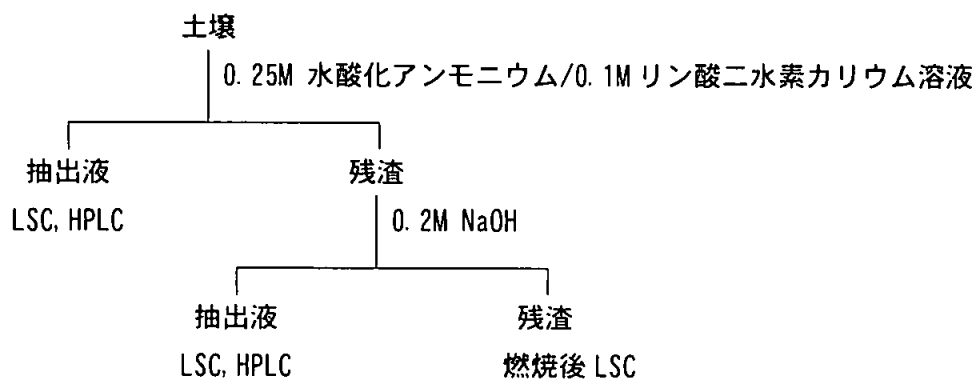 土壌
0.25M 水酸化アンモニウム/0.1M リン酸二水素カリウム溶液
抽出液 残渣
LSC, HPLC
0.2M NaOH
抽出液 残渣
LSC, HPLC 燃焼後 LSC